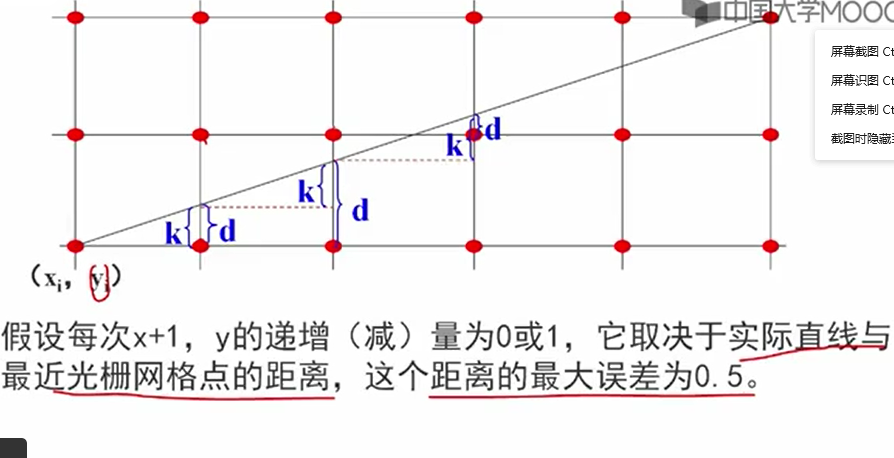 中国大学MOOC
屏幕截图 Ct
屏幕识图 Ct
屏幕录制 Ct
截图时隐藏
k d
k d
k d
(xi, yi)
假设每次x+1, y的递增（减）量为0或1, 它取决于实际直线与
最近光栅网格点的距离, 这个距离的最大误差为0.5。